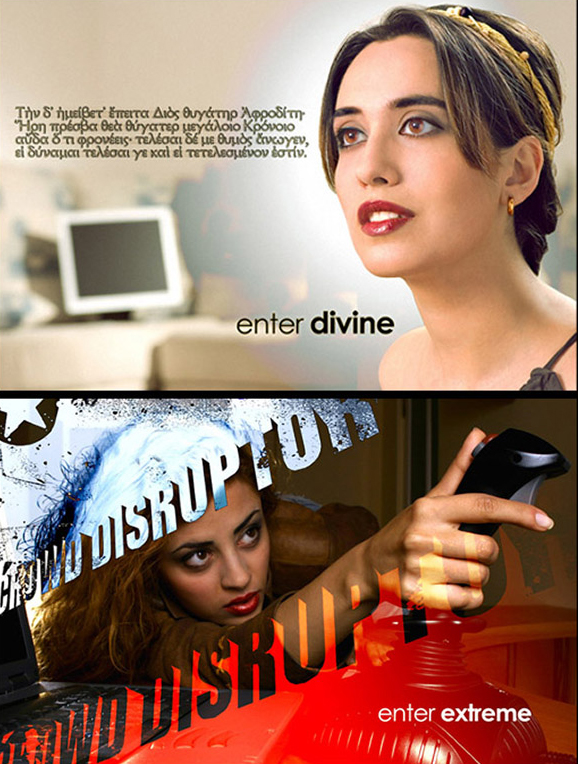 Τὴν δ' ἠμείβετ' ἔπειτα Διὸς θυγάτηρ Ἀφροδίτη·
Ἥρη πρέσβα θεὰ θύγατερ μεγάλοιο Κρόνοιο
αὔδα ὅ τι φρονέεις· τελέσαι δέ με θυμὸς ἄνωγεν,
εἰ δύναμαι τελέσαι γε καὶ εἰ τετελεσμένον ἐστίν.
enter divine
CROWD DISRUPTOR
CROWD DISRUPTOR
enter extreme